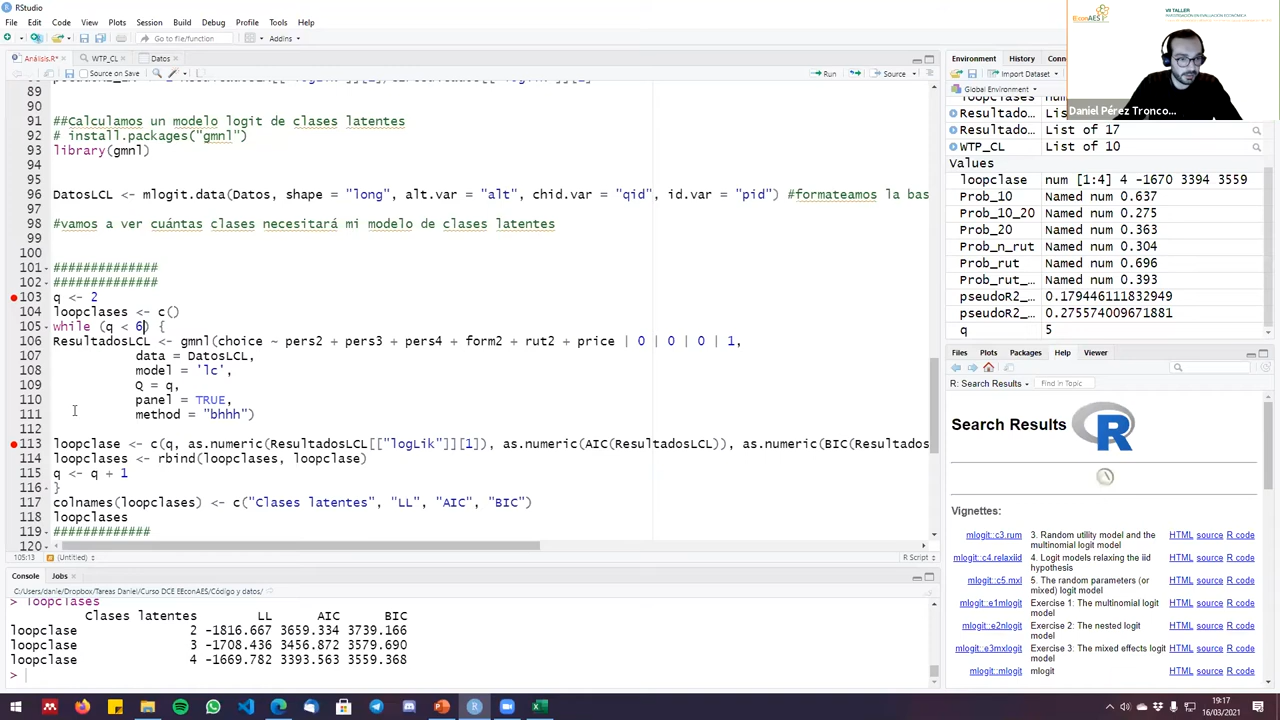 RStudio
File Edit Code View Plots Session Build Debug Profile Tools Help
Go to file/function
Addins
Análisis.R*
WTP_CL
Datos
Source on Save
Run
Source
89
90
91 ##Calculamos un modelo logit de clases latentes
92 # install.packages("gmnl")
93 library(gmnl)
94
95
96 DatosLCL <- mlogit.data(Datos, shape = "long", alt.var = "alt", chid.var = "qid", id.var = "pid") #formateamos la bas
97
98 #vamos a ver cuántas clases necesitará mi modelo de clases latentes
99
100
101 ##############
102 ##############
103 q <- 2
104 loopclases <- c()
105 while (q < 6) {
106 ResultadosLCL <- gmnl(choice ~ pers2 + pers3 + pers4 + form2 + rut2 + price | 0 | 0 | 0 | 1,
107 data = DatosLCL,
108 model = 'lc',
109 Q = q,
110 panel = TRUE,
111 method = "bhhh")
112
113 loopclase <- c(q, as.numeric(ResultadosLCL[["logLik"]][1]), as.numeric(AIC(ResultadosLCL)), as.numeric(BIC(Resultados
114 loopclases <- rbind(loopclases, loopclase)
115 q <- q + 1
116 }
117 colnames(loopclases) <- c("Clases latentes", "LL", "AIC", "BIC")
118 loopclases
119 #############
120
105:13 (Untitled) R Script
Console Jobs
C:/Users/danie/Dropbox/Tareas Daniel/Curso DCE EEconAES/Código y datos/
> loopclases
Clases latentes LL AIC BIC
loopclase 2 -1816.667 3659.334 3739.166
loopclase 3 -1708.436 3456.872 3579.690
loopclase 4 -1669.782 3393.563 3559.368
>
Environment History Con
Import Dataset
Global Environment
loopclases
Resultado… Lis
Resultado… List of 17
WTP_CL List of 10
Values
loopclase num [1:4] 4 -1670 3394 3559
Prob_10 Named num 0.637
Prob_10_20 Named num 0.275
Prob_20 Named num 0.363
Prob_n_rut Named num 0.304
Prob_rut Named num 0.696
Prob_rut_… Named num 0.393
pseudoR2_… 0.179446111832949
pseudoR2_… 0.275574009671881
q 5
Files Plots Packages Help Viewer
R: Search Results
Find in Topic
Search Results
R
Vignettes:
mlogit::c3.rum 3. Random utility model and the multinomial logit model HTML source R code
mlogit::c4.relaxiid 4. Logit models relaxing the iid hypothesis HTML source R code
mlogit::c5.mxl 5. The random parameters (or mixed) logit model HTML source R code
mlogit::e1mlogit Exercise 1: The multinomial logit model HTML source R code
mlogit::e2nlogit Exercise 2: The nested logit model HTML source R code
mlogit::e3mxlogit Exercise 3: The mixed effects logit model HTML source R code
mlogit::mlogit mlogit HTML source R code
EconAES
VII TALLER
INVESTIGACIÓN EN EVALUACIÓN ECONÓMICA
Daniel Pérez Tronco...
19:17
16/03/2021